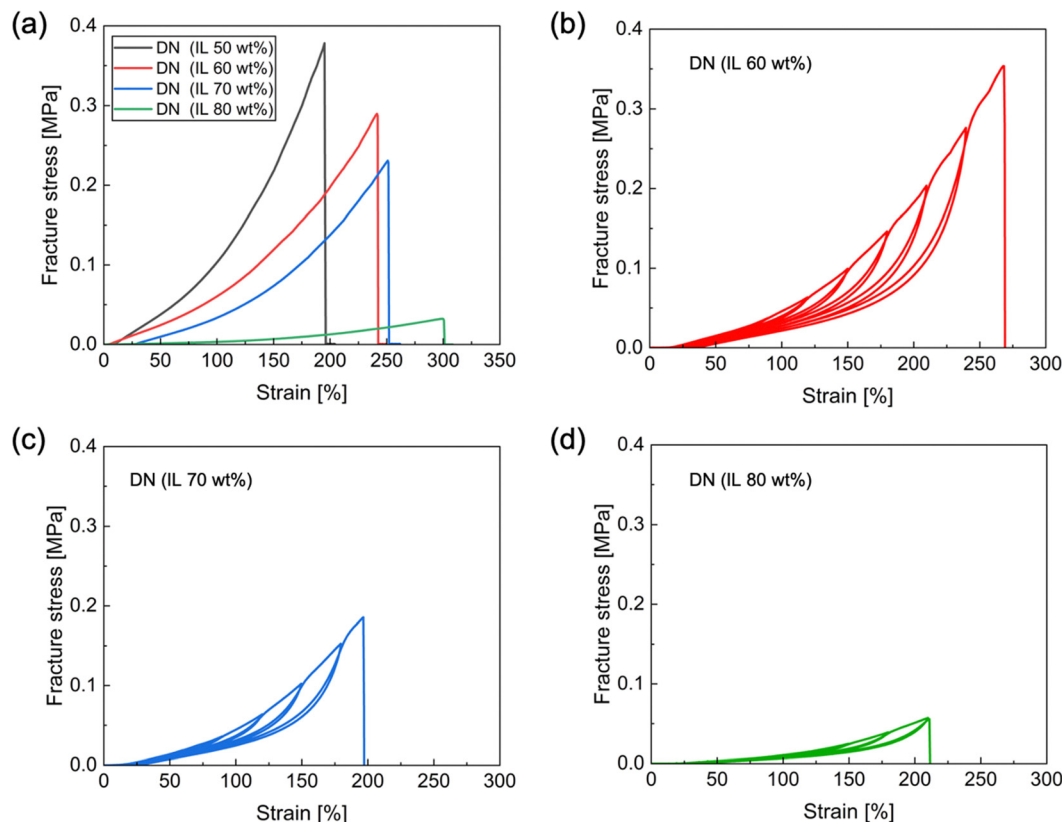 (a)
Fracture stress [MPa]
0.4
0.3
0.2
0.1
0.0
DN (IL 50 wt%)
DN (IL 60 wt%)
DN (IL 70 wt%)
DN (IL 80 wt%)
0 50 100 150 200 250 300 350
Strain [%]
(b)
Fracture stress [MPa]
0.4
0.3
0.2
0.1
0.0
DN (IL 60 wt%)
0 50 100 150 200 250 300
Strain [%]
(c)
Fracture stress [MPa]
0.4
0.3
0.2
0.1
0.0
DN (IL 70 wt%)
0 50 100 150 200 250 300
Strain [%]
(d)
Fracture stress [MPa]
0.4
0.3
0.2
0.1
0.0
DN (IL 80 wt%)
0 50 100 150 200 250 300
Strain [%]